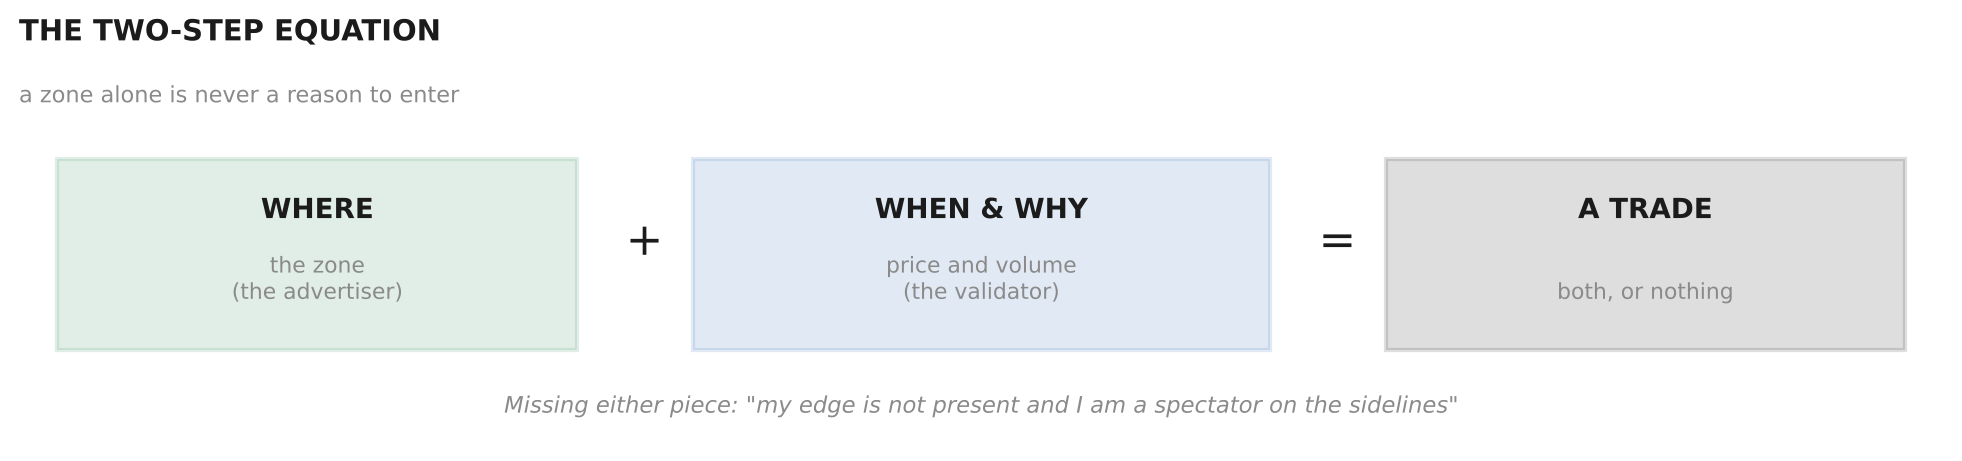 THE TWO-STEP EQUATION
a zone alone is never a reason to enter
WHERE
the zone
(the advertiser)
+
WHEN & WHY
price and volume
(the validator)
=
A TRADE
both, or nothing
Missing either piece: "my edge is not present and I am a spectator on the sidelines"